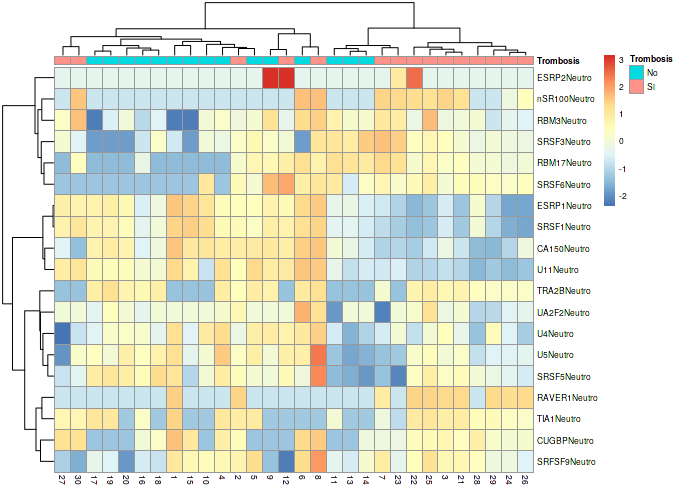 Trombosis
Trombosis
No
SI
3
2
1
0
-1
-2
ESRP2Neutro
nSR100Neutro
RBM3Neutro
SRSF3Neutro
RBM17Neutro
SRSF6Neutro
ESRP1Neutro
SRSF1Neutro
CA150Neutro
U11Neutro
TRA2BNeutro
UA2F2Neutro
U4Neutro
U5Neutro
SRSF5Neutro
RAVER1Neutro
TIA1Neutro
CUGBPNeutro
SRFSF9Neutro
27 30 17 19 20 16 18 1 15 10 4 2 5 9 12 6 8 11 13 14 7 23 22 25 3 21 28 29 24 26